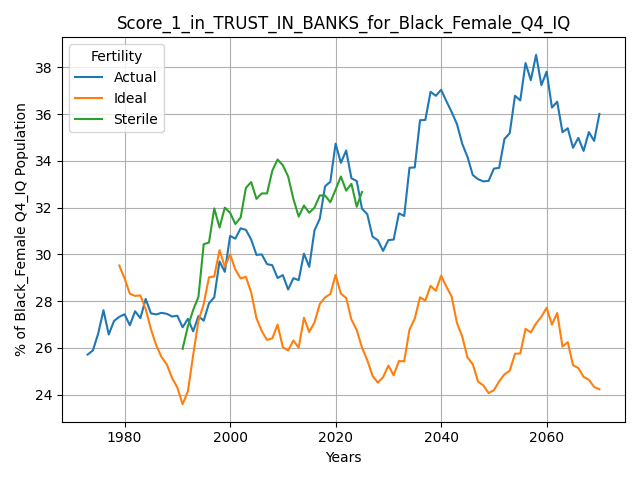 Score_1_in_TRUST_IN_BANKS_for_Black_Female_Q4_IQ
Fertility
Actual
Ideal
Sterile
% of Black_Female Q4_IQ Population
38
36
34
32
30
28
26
24
1980
2000
2020
2040
2060
Years